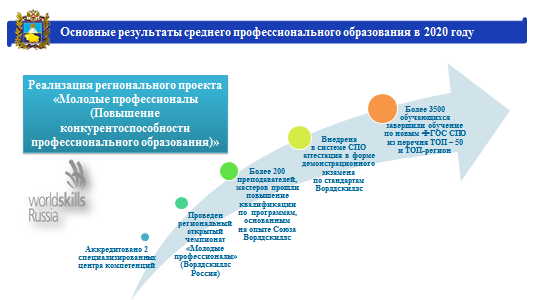 Основные результаты среднего профессионального образования в 2020 году
Реализация регионального проекта
«Молодые профессионалы
(Повышение
конкурентоспособности
профессионального образования)»
worldskills
Russia
Аккредитовано 2
специализированных
центра компетенций
Проведен
региональный
открытый
чемпионат
«Молодые
профессионалы»
(Ворлдскиллс
Россия)
Более 200
преподавателей,
мастеров прошли
повышение
квалификации
по программам,
основанным
на опыте Союза
Ворлдскиллс
Внедрена
в системе СПО
аттестация в форме
демонстрационного
экзамена
по стандартам
Ворлдскиллс
Более 3500
обучающихся
завершили обучение
по новым ФГОС СПО
из перечня ТОП – 50
и ТОП-регион